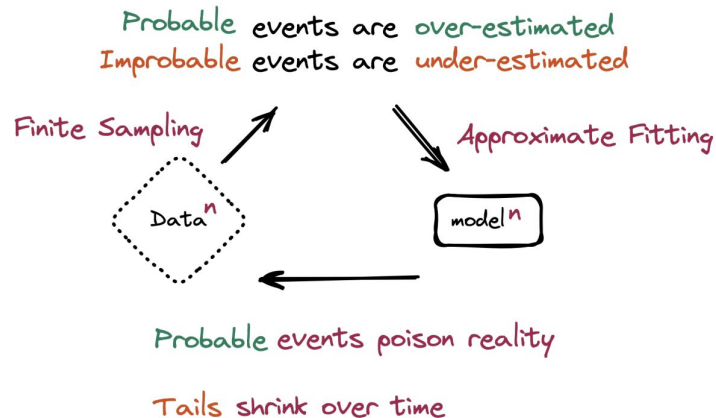 Probable events are over-estimated
Improbable events are under-estimated
Finite Sampling
Approximate Fitting
Data^n
model^n
Probable events poison reality
Tails shrink over time